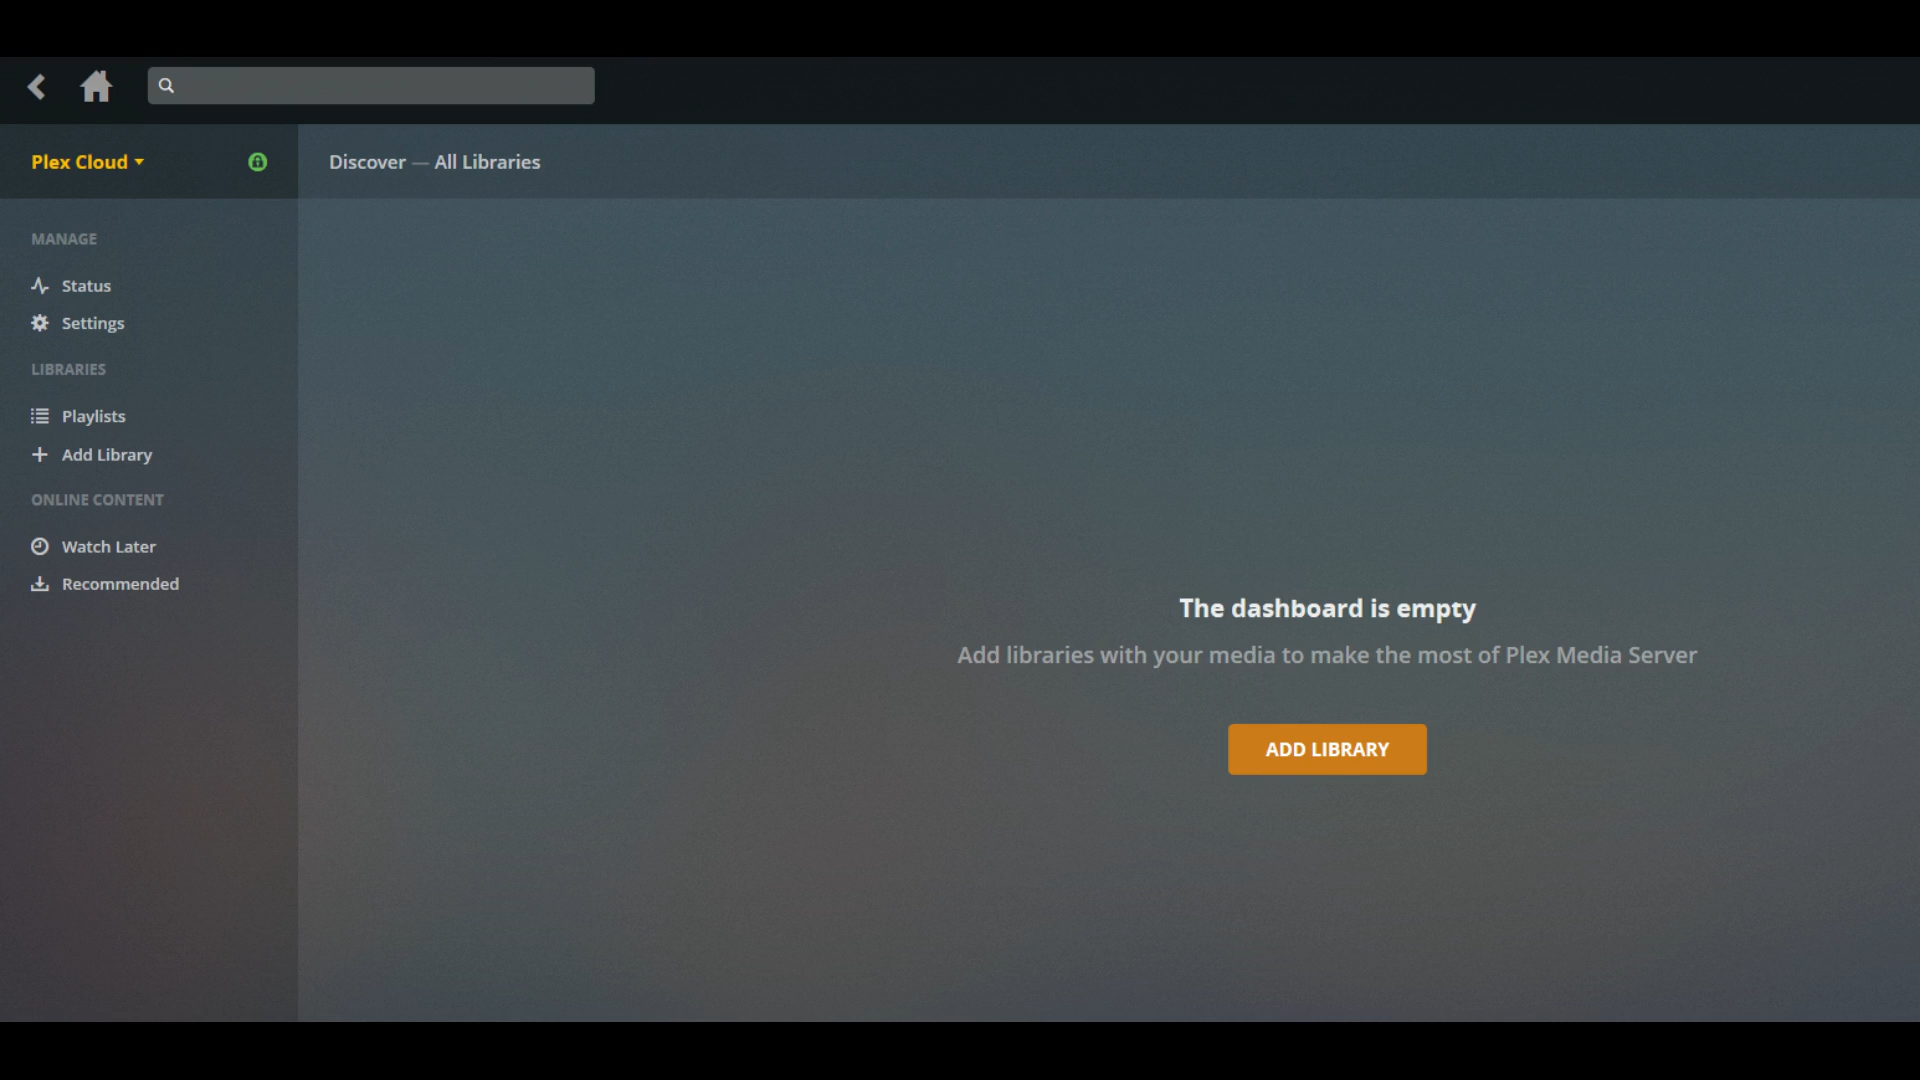 Plex Cloud
Discover — All Libraries
MANAGE
Status
Settings
LIBRARIES
Playlists
Add Library
ONLINE CONTENT
Watch Later
Recommended
The dashboard is empty
Add libraries with your media to make the most of Plex Media Server
ADD LIBRARY